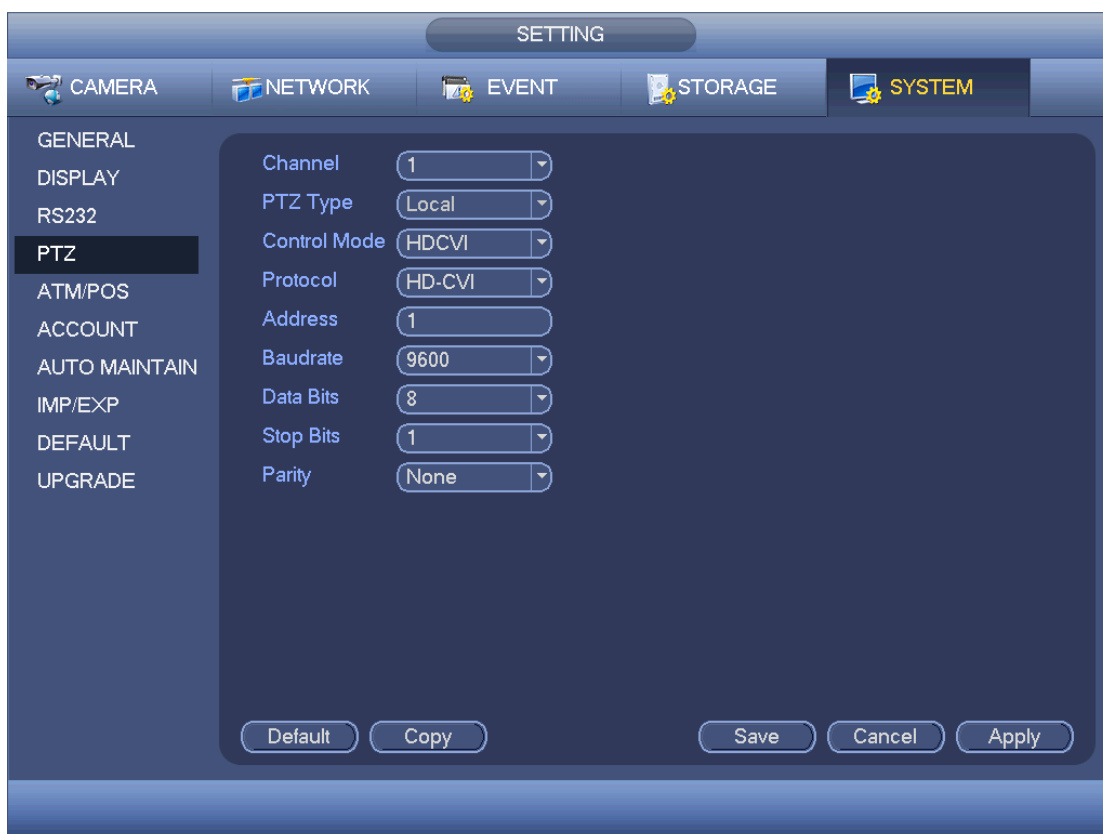 SETTING
CAMERA NETWORK EVENT STORAGE SYSTEM
GENERAL
DISPLAY
RS232
PTZ
ATM/POS
ACCOUNT
AUTO MAINTAIN
IMP/EXP
DEFAULT
UPGRADE
Channel 1
PTZ Type Local
Control Mode HDCVI
Protocol HD-CVI
Address 1
Baudrate 9600
Data Bits 8
Stop Bits 1
Parity None
Default Copy Save Cancel Apply